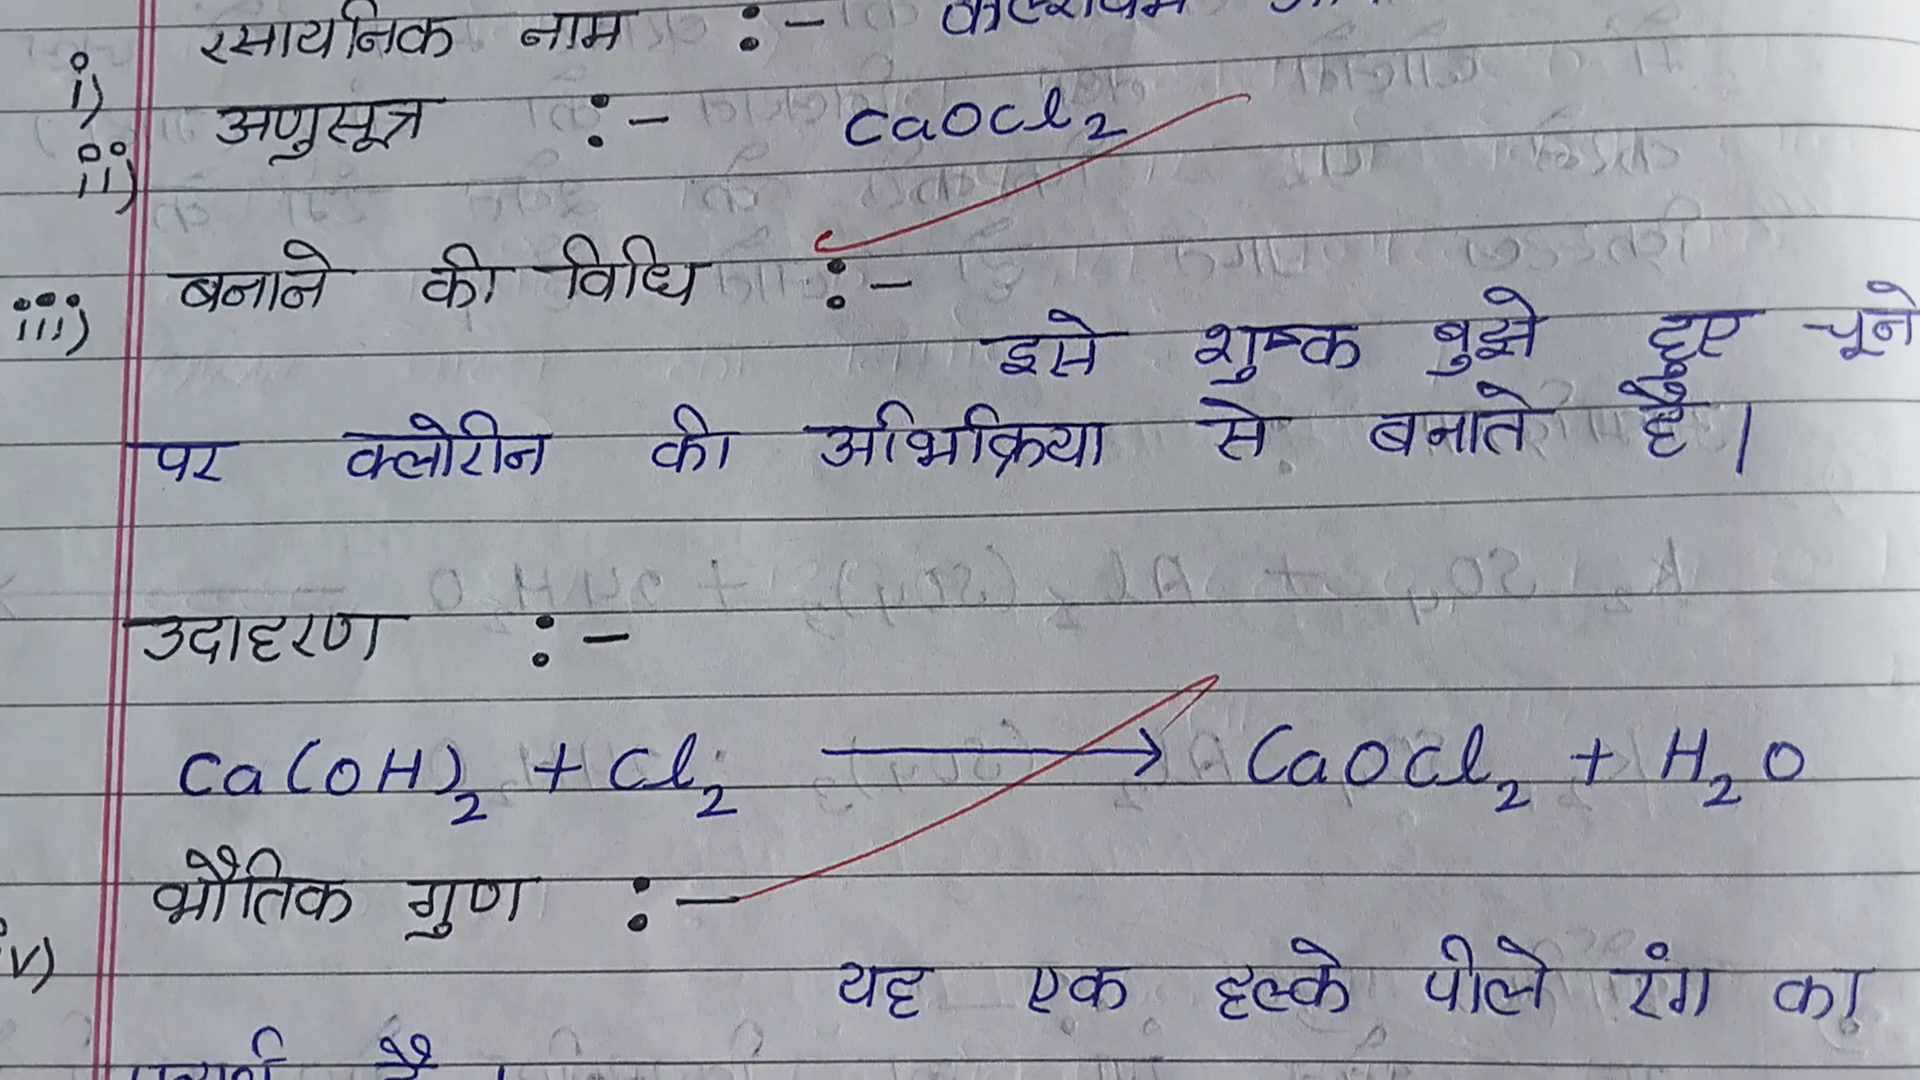 i) रसायनिक नाम :-
ii) अणुसूत्र :- CaOCl₂
iii) बनाने की विधि :-
इसे शुष्क बुझे हुए चूने
पर क्लोरीन की अभिक्रिया से बनाते है।
उदाहरण :-
Ca(OH)₂ + Cl₂ ⟶ CaOCl₂ + H₂O
iv) भौतिक गुण :-
यह एक हल्के पीले रंग का